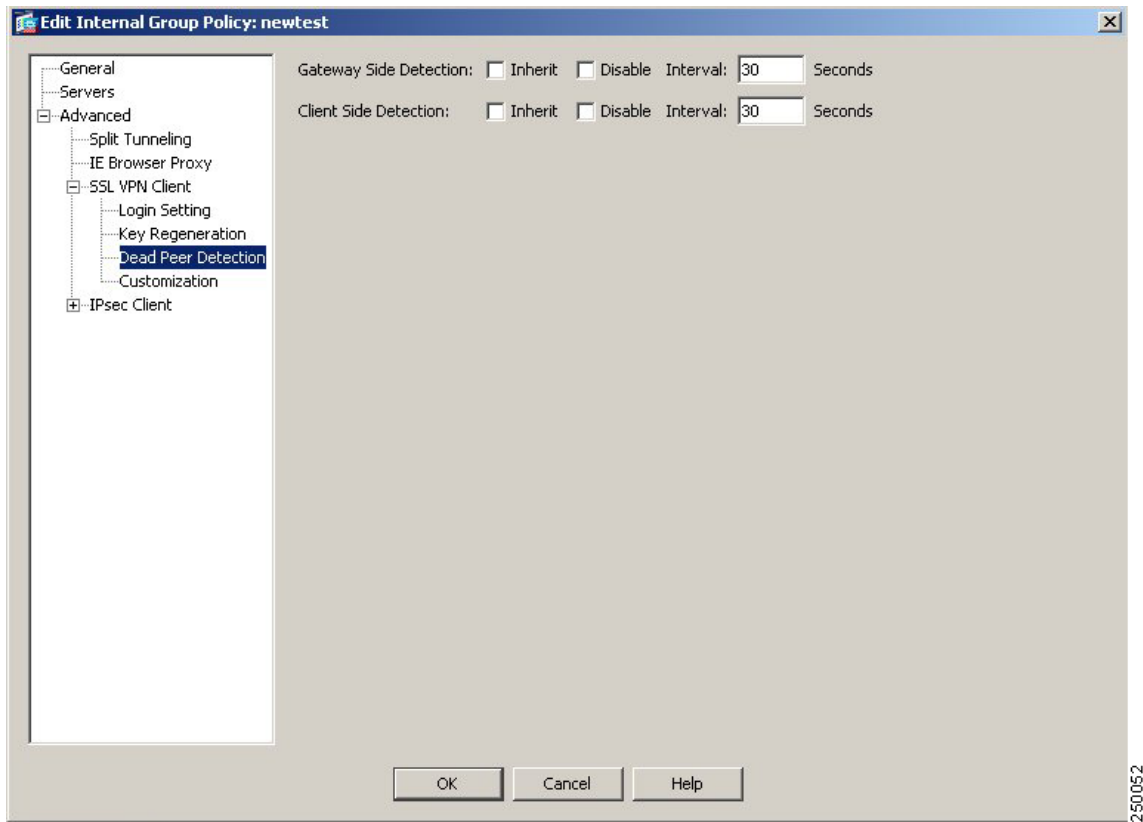 Edit Internal Group Policy: newtest
General
Servers
Advanced
Split Tunneling
IE Browser Proxy
SSL VPN Client
Login Setting
Key Regeneration
Dead Peer Detection
Customization
IPsec Client
Gateway Side Detection: Inherit Disable Interval: 30 Seconds
Client Side Detection: Inherit Disable Interval: 30 Seconds
OK Cancel Help
250052